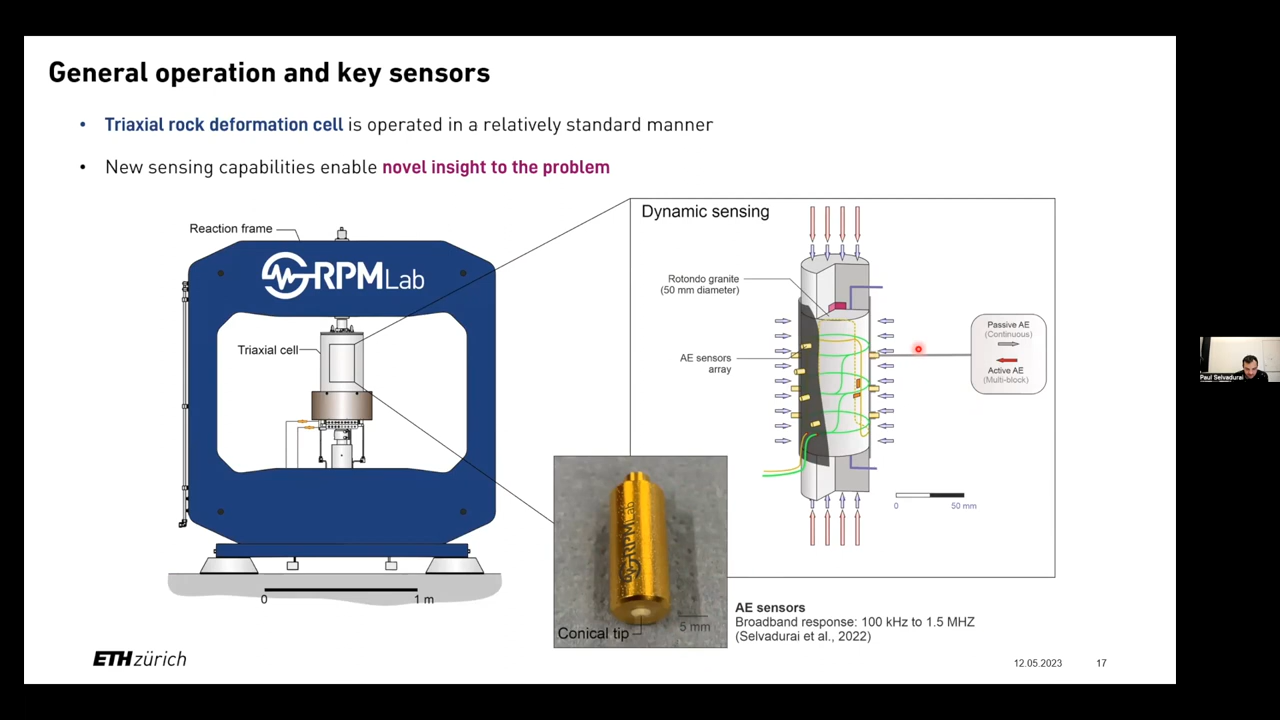 General operation and key sensors
• Triaxial rock deformation cell is operated in a relatively standard manner
• New sensing capabilities enable novel insight to the problem
Reaction frame
RPMLab
Triaxial cell
0
1 m
Dynamic sensing
Rotondo granite
(50 mm diameter)
AE sensors
array
Passive AE
(Continuous)
Active AE
(Multi-block)
0
50 mm
RPMLab
Conical tip
5 mm
AE sensors
Broadband response: 100 kHz to 1.5 MHZ
(Selvadurai et al., 2022)
ETH zürich
12.05.2023
17
Paul Selvadurai